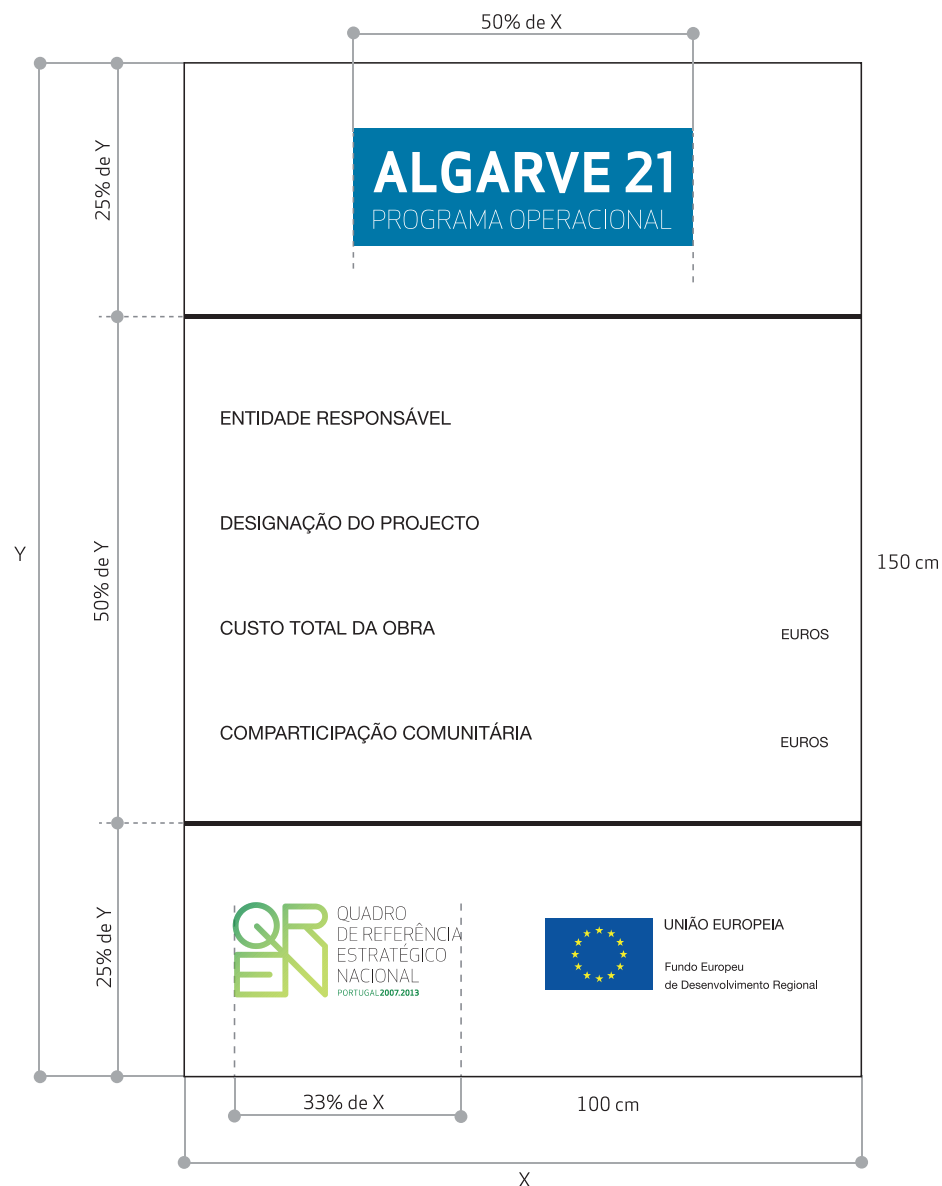 50% de X
25% de Y
ALGARVE 21
PROGRAMA OPERACIONAL
ENTIDADE RESPONSÁVEL
DESIGNAÇÃO DO PROJECTO
Y
50% de Y
150 cm
CUSTO TOTAL DA OBRA
EUROS
COMPARTICIPAÇÃO COMUNITÁRIA
EUROS
25% de Y
QREN
QUADRO
DE REFERÊNCIA
ESTRATÉGICO
NACIONAL
PORTUGAL2007.2013
UNIÃO EUROPEIA
Fundo Europeu
de Desenvolvimento Regional
33% de X
100 cm
X